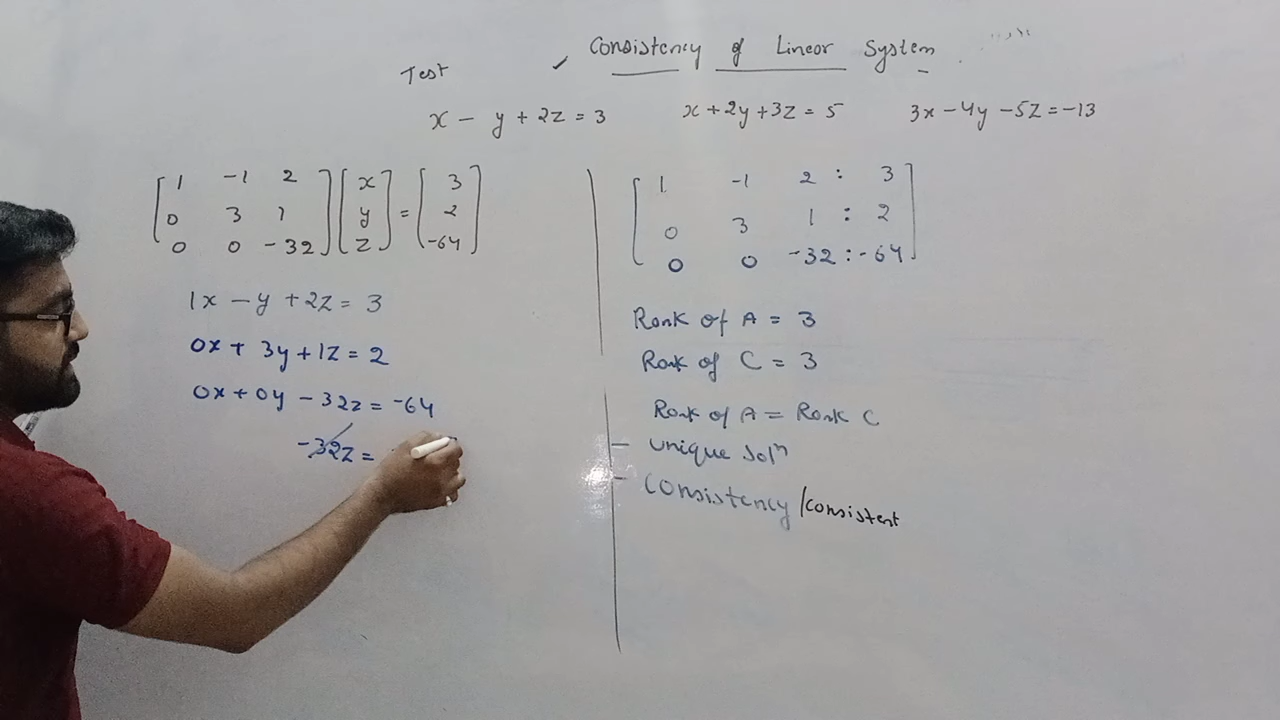 Consistency of Linear System
Test
x - y + 2z = 3 x + 2y + 3z = 5 3x - 4y - 5z = -13
1 -1 2 x 3
0 3 1 y = 2
0 0 -32 z -64
1x - y + 2z = 3
0x + 3y + 1z = 2
0x + 0y - 32z = -64
-32z =
1 -1 2 : 3
0 3 1 : 2
0 0 -32 : -64
Rank of A = 3
Rank of C = 3
Rank of A = Rank C
- unique solⁿ
- Consistency/consistent